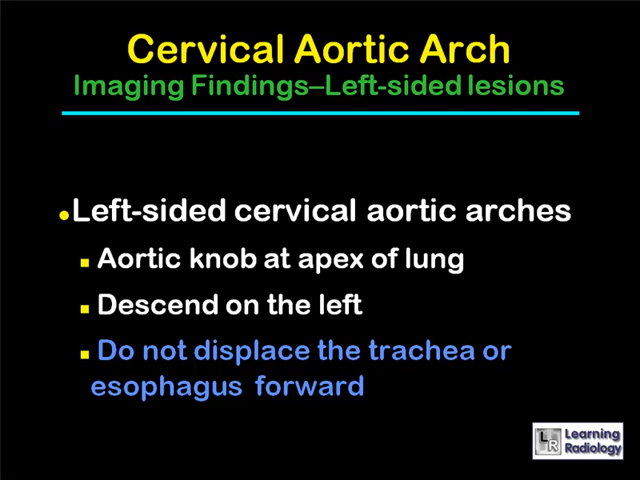 Cervical Aortic Arch
Imaging Findings–Left-sided lesions
Left-sided cervical aortic arches
Aortic knob at apex of lung
Descend on the left
Do not displace the trachea or
esophagus forward
LR Learning
Radiology